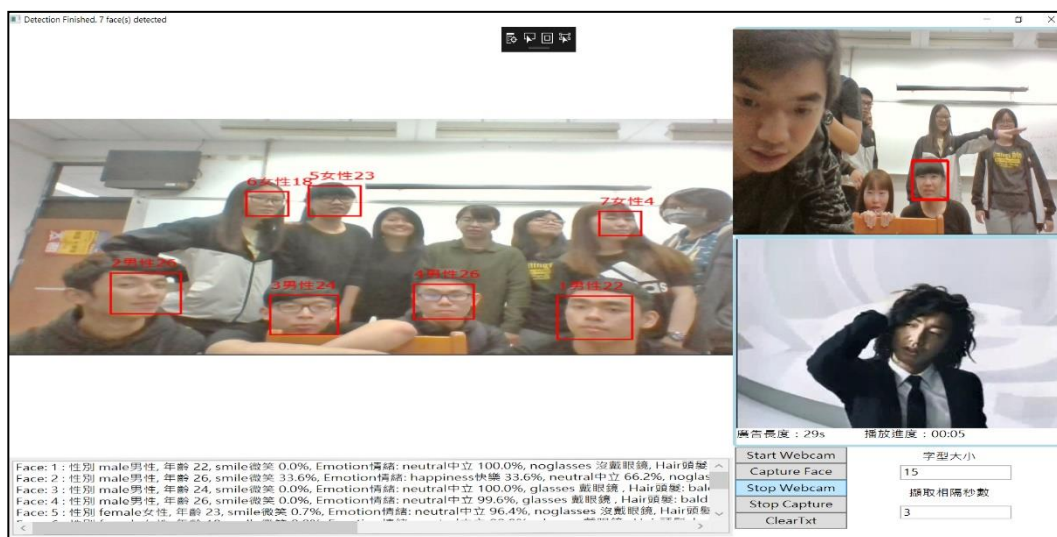 Detection Finished. 7 face(s) detected
6女性18
5女性23
7女性4
2男性26
3男性24
4男性26
1男性22
廣告長度：29s 播放進度：00:05
Face: 1 : 性別 male男性, 年齡 22, smile微笑 0.0%, Emotion情緒: neutral中立 100.0%, noglasses 沒戴眼鏡, Hair頭髮
Face: 2 : 性別 male男性, 年齡 26, smile微笑 33.6%, Emotion情緒: happiness快樂 33.6%, neutral中立 66.2%, noglas
Face: 3 : 性別 male男性, 年齡 24, smile微笑 0.0%, Emotion情緒: neutral中立 100.0%, glasses 戴眼鏡 , Hair頭髮: bald
Face: 4 : 性別 male男性, 年齡 26, smile微笑 0.0%, Emotion情緒: neutral中立 99.6%, glasses 戴眼鏡 , Hair頭髮: bald
Face: 5 : 性別 female女性, 年齡 23, smile微笑 0.7%, Emotion情緒: neutral中立 96.4%, noglasses 沒戴眼鏡, Hair頭
Start Webcam
Capture Face
Stop Webcam
Stop Capture
ClearTxt
字型大小
15
擷取相隔秒數
3